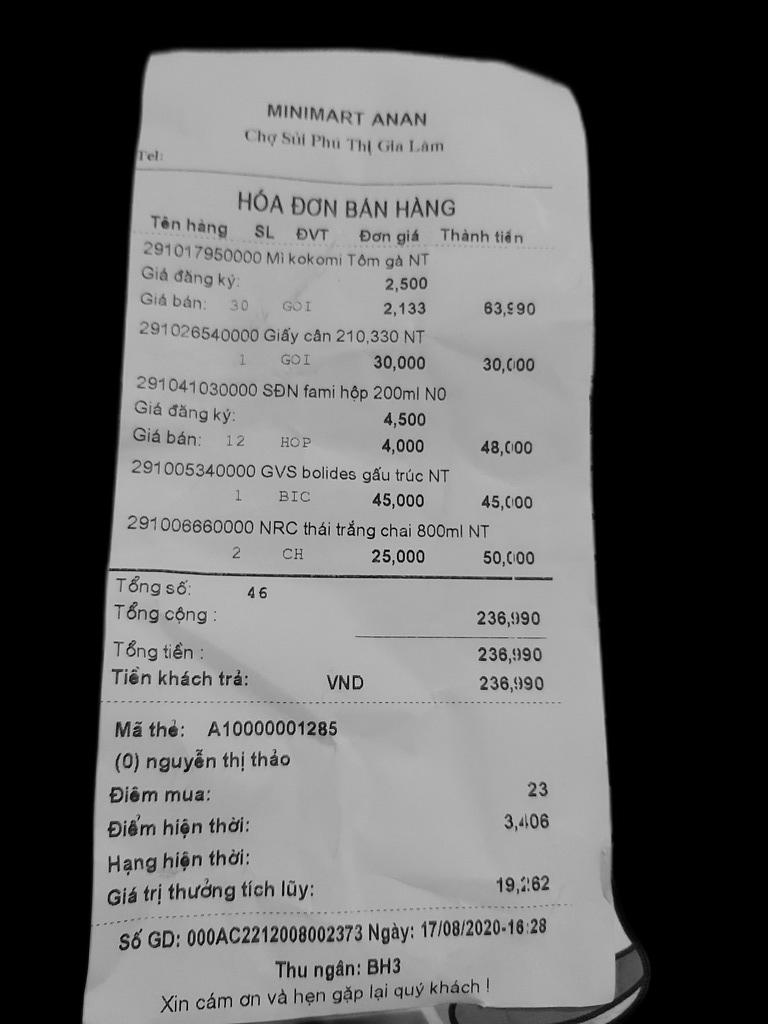 MINIMART ANAN
Chợ Sủi Phú Thị Gia Lâm
Tel:
HÓA ĐƠN BÁN HÀNG
Tên hàng SL ĐVT Đơn giá Thành tiền
291017950000 Mì kokomi Tôm gà NT
Giá đăng ký: 2,500
Giá bán: 30 GOI 2,133 63,990
291026540000 Giấy cân 210,330 NT
1 GOI 30,000 30,000
291041030000 SĐN fami hộp 200ml N0
Giá đăng ký: 4,500
Giá bán: 12 HOP 4,000 48,000
291005340000 GVS bolides gấu trúc NT
1 BIC 45,000 45,000
291006660000 NRC thái trắng chai 800ml NT
2 CH 25,000 50,000
Tổng số: 46
Tổng cộng : 236,990
Tổng tiền : 236,990
Tiền khách trả: VND 236,990
Mã thẻ: A10000001285
(0) nguyễn thị thảo
Điêm mua: 23
Điểm hiện thời: 3,406
Hạng hiện thời:
Giá trị thưởng tích lũy: 19,262
Số GD: 000AC2212008002373 Ngày: 17/08/2020-16:28
Thu ngân: BH3
Xin cám ơn và hẹn gặp lại quý khách !